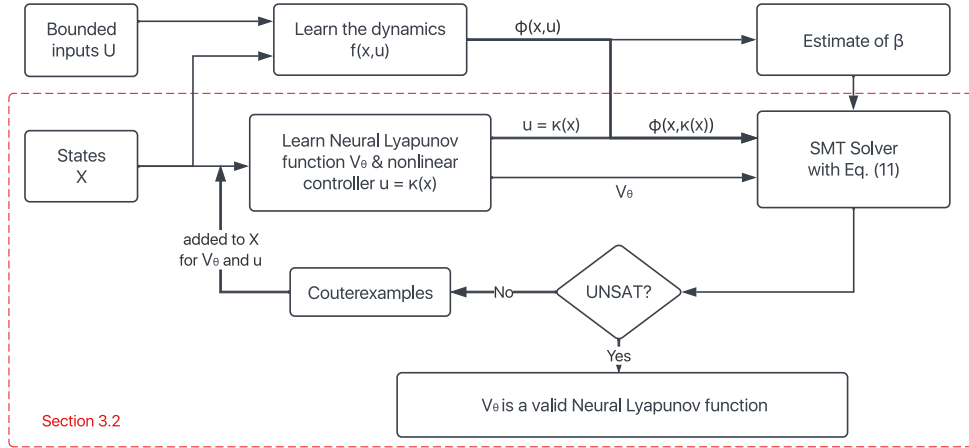 Bounded
inputs U
Learn the dynamics
f(x,u)
ϕ(x,u)
Estimate of β
States
X
Learn Neural Lyapunov
function Vθ & nonlinear
controller u = κ(x)
u = κ(x)
ϕ(x,κ(x))
Vθ
SMT Solver
with Eq. (11)
added to X
for Vθ and u
Couterexamples
No
UNSAT?
Yes
Vθ is a valid Neural Lyapunov function
Section 3.2